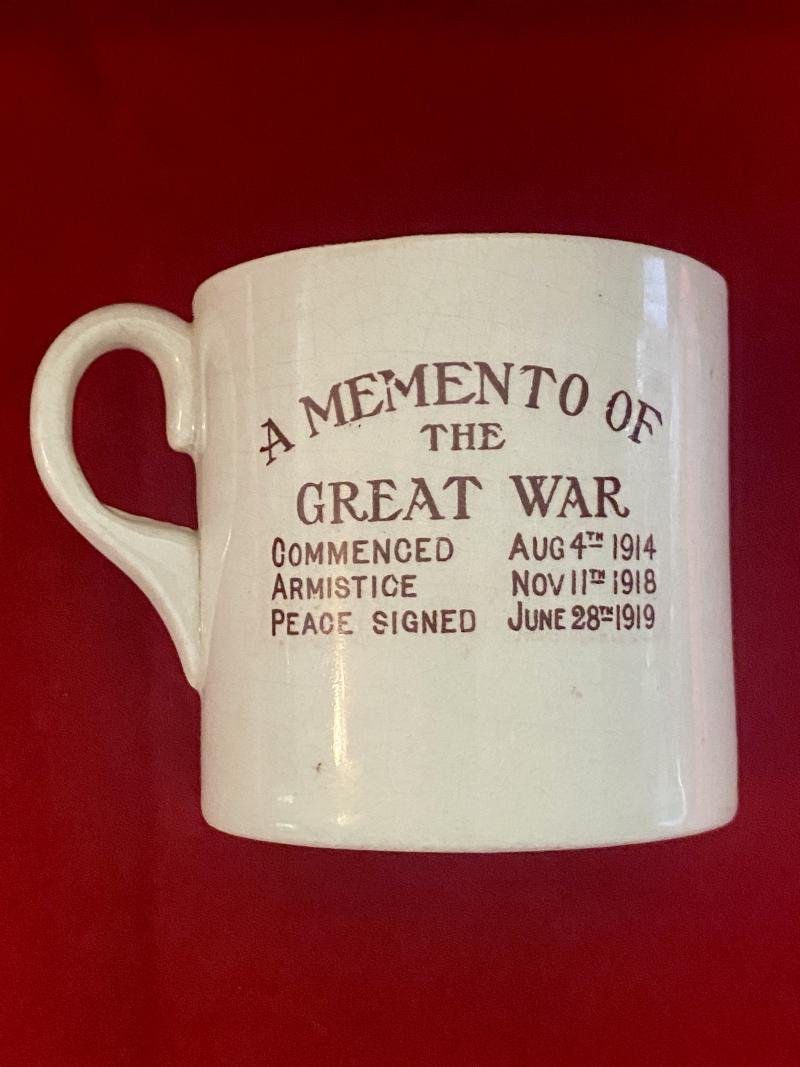 A MEMENTO OF
THE
GREAT WAR
COMMENCED AUG 4TH 1914
ARMISTICE NOV 11TH 1918
PEACE SIGNED JUNE 28TH 1919